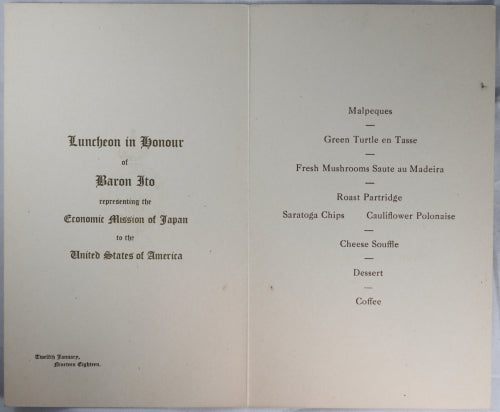 Luncheon in Honour
of
Baron Ito
representing the
Economic Mission of Japan
to the
United States of America
Twelfth January,
Nineteen Eighteen.
Malpeques
Green Turtle en Tasse
Fresh Mushrooms Saute au Madeira
Roast Partridge
Saratoga Chips Cauliflower Polonaise
Cheese Souffle
Dessert
Coffee